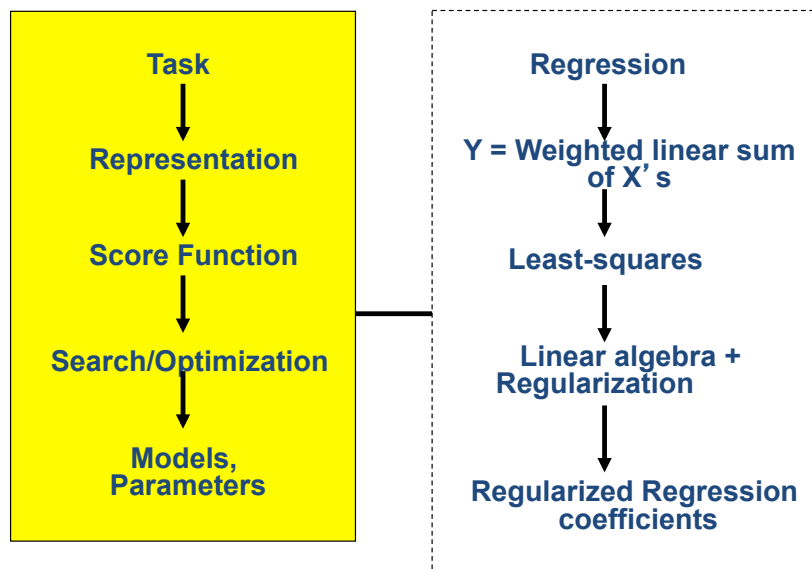 Task
Representation
Score Function
Search/Optimization
Models,
Parameters
Regression
Y = Weighted linear sum
of X’ s
Least-squares
Linear algebra +
Regularization
Regularized Regression
coefficients